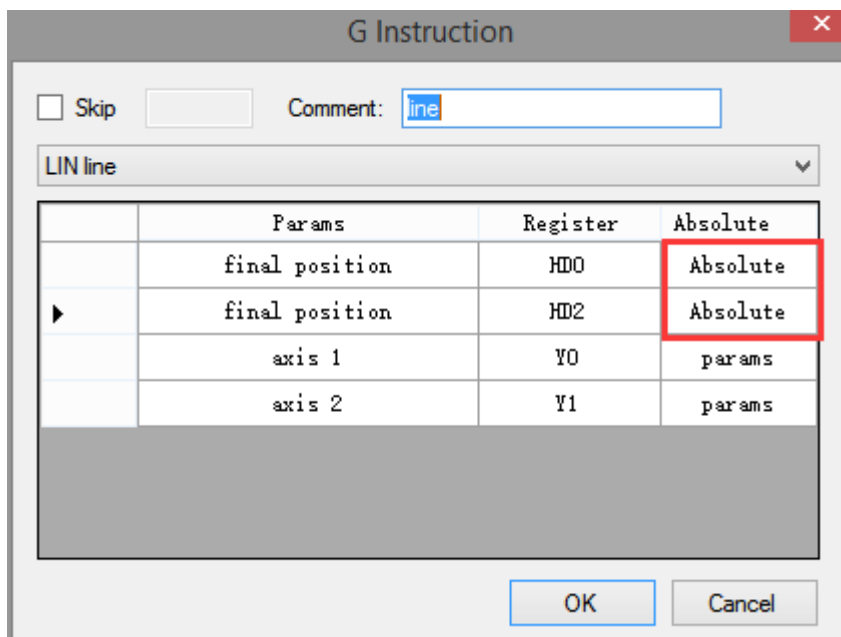 G Instruction
Skip Comment: line
LIN line
Params Register Absolute
final position HD0 Absolute
final position HD2 Absolute
axis 1 Y0 params
axis 2 Y1 params
OK Cancel